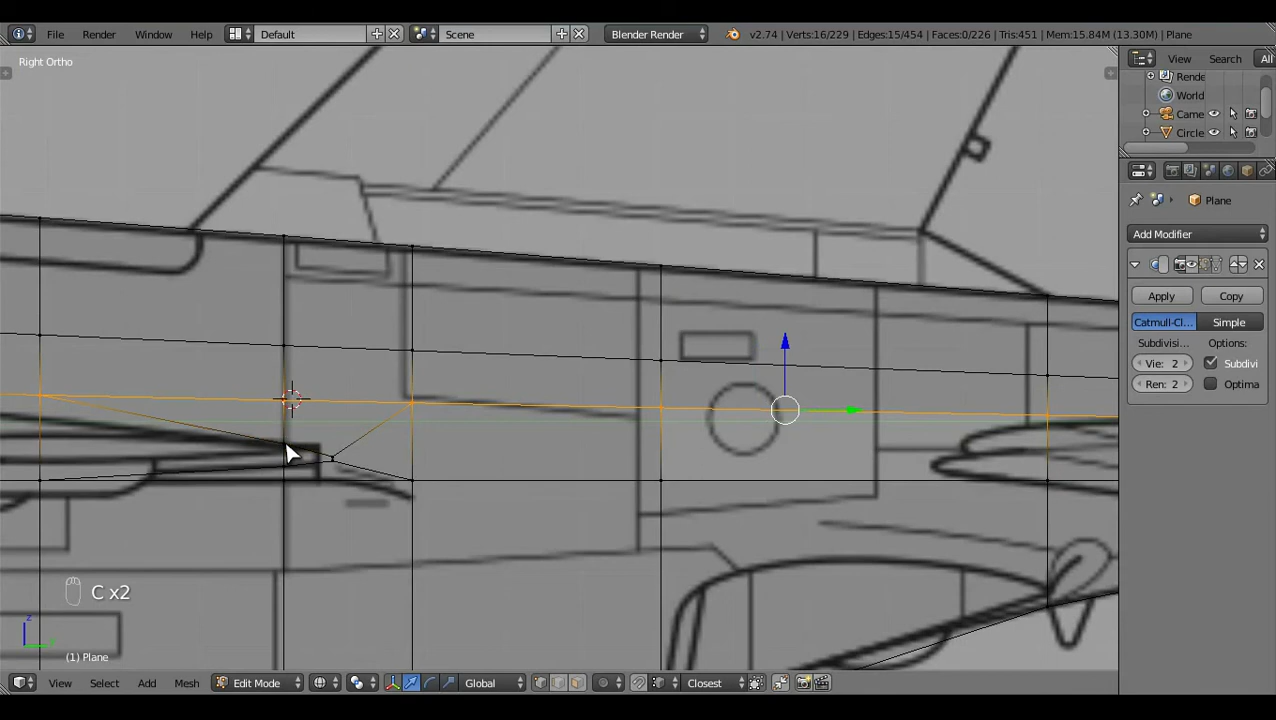 File Render Window Help Default Scene Blender Render v2.74 | Verts:16/229 | Edges:15/454 | Faces:0/226 | Tris:451 | Mem:15.84M (13.30M) | Plane
Right Ortho
View Search All
Rende
World
Came
Circle
Plane
Add Modifier
Apply Copy
Catmull-Cl... Simple
Subdivisi... Options:
Vie: 2 Subdivi
Ren: 2 Optima
C x2
z
(1) Plane
View Select Add Mesh Edit Mode Global Closest